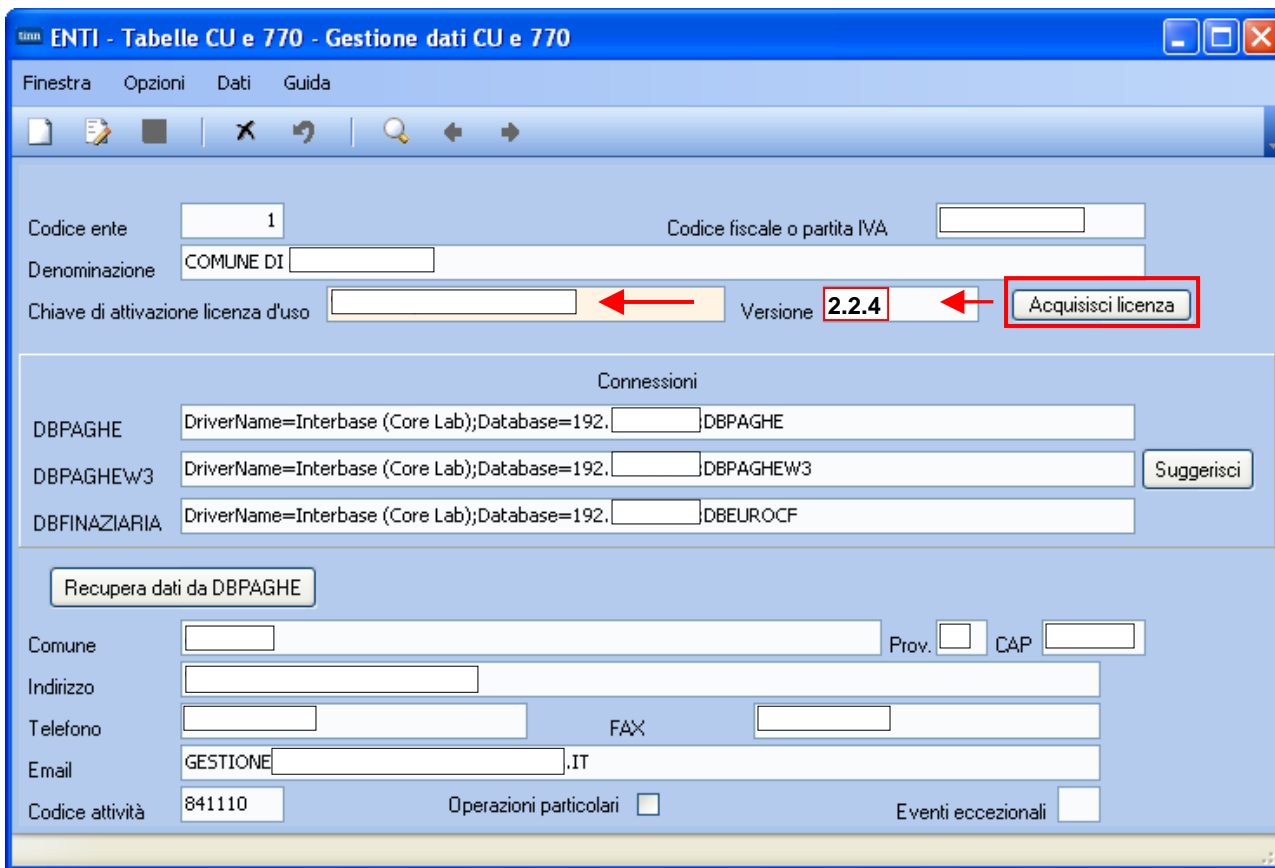 tinn ENTI - Tabelle CU e 770 - Gestione dati CU e 770
Finestra Opzioni Dati Guida
Codice ente 1 Codice fiscale o partita IVA
Denominazione COMUNE DI
Chiave di attivazione licenza d'uso Versione 2.2.4 Acquisisci licenza
Connessioni
DBPAGHE DriverName=Interbase (Core Lab);Database=192. :DBPAGHE
DBPAGHEW3 DriverName=Interbase (Core Lab);Database=192. :DBPAGHEW3 Suggerisci
DBFINAZIARIA DriverName=Interbase (Core Lab);Database=192. :DBEUROCF
Recupera dati da DBPAGHE
Comune Prov. CAP
Indirizzo
Telefono FAX
Email GESTIONE .IT
Codice attività 841110 Operazioni particolari Eventi eccezionali